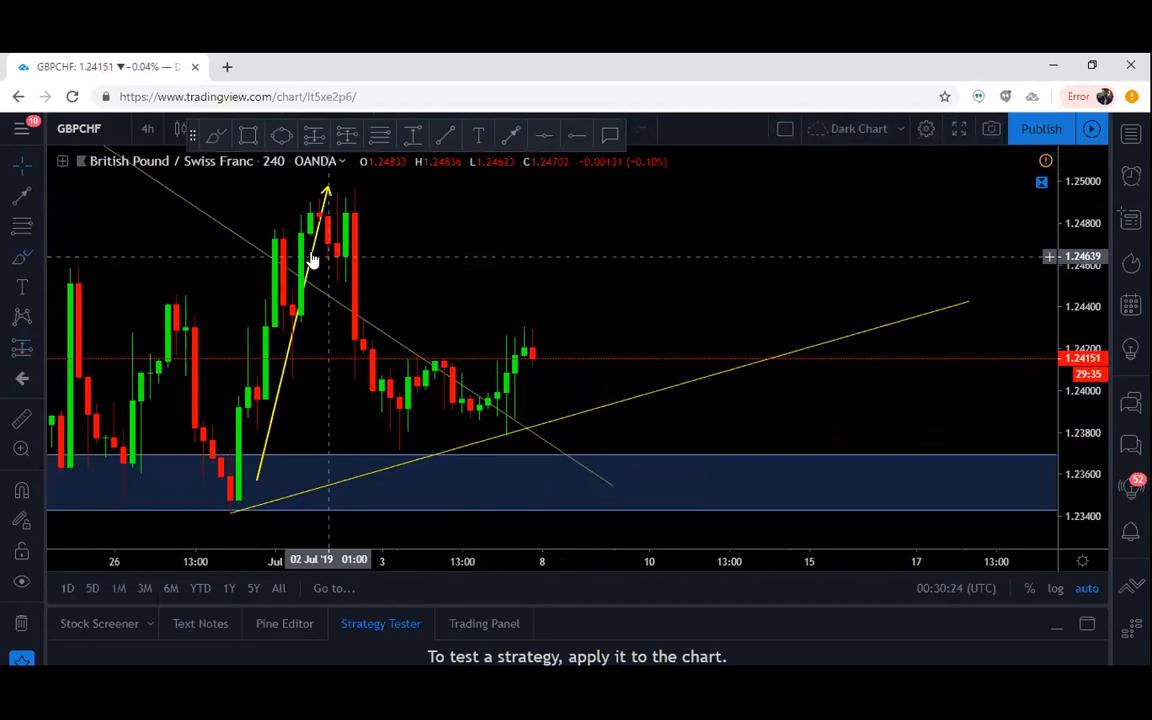 GBPCHF: 1.24151 ▼−0.04% — D
https://www.tradingview.com/chart/lt5xe2p6/
Error
10
GBPCHF 4h
T
Dark Chart
Publish
British Pound / Swiss Franc · 240 · OANDA O1.24833 H1.24836 L1.24623 C1.24702 −0.00131 (−0.10%)
1.25000
1.24800
1.24639
1.24600
1.24400
1.24200
1.24151
29:35
1.24000
1.23800
1.23600
1.23400
52
26 13:00 Jul 02 Jul '19 01:00 3 13:00 8 10 13:00 15 17 13:00
1D 5D 1M 3M 6M YTD 1Y 5Y All Go to... 00:30:24 (UTC) % log auto
Stock Screener Text Notes Pine Editor Strategy Tester Trading Panel
To test a strategy, apply it to the chart.